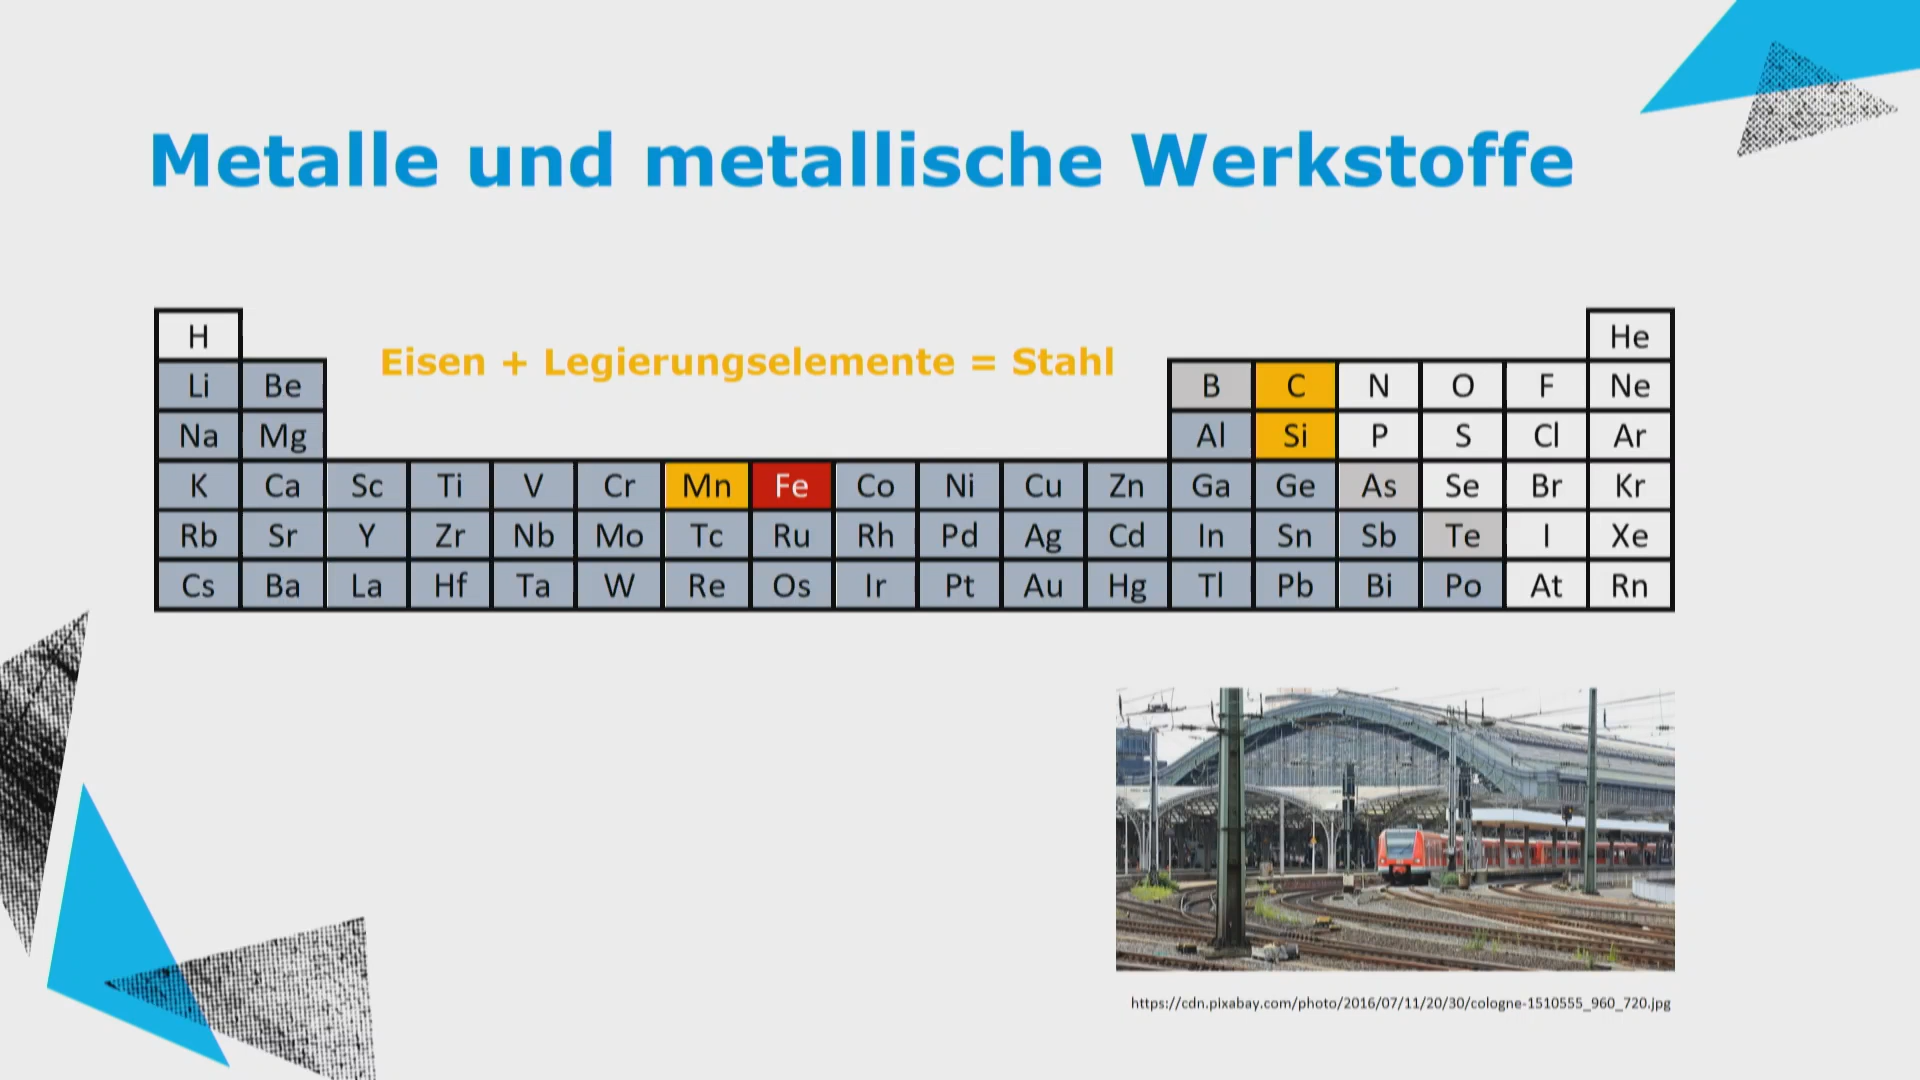 Metalle und metallische Werkstoffe
Eisen + Legierungselemente = Stahl
H He
Li Be B C N O F Ne
Na Mg Al Si P S Cl Ar
K Ca Sc Ti V Cr Mn Fe Co Ni Cu Zn Ga Ge As Se Br Kr
Rb Sr Y Zr Nb Mo Tc Ru Rh Pd Ag Cd In Sn Sb Te I Xe
Cs Ba La Hf Ta W Re Os Ir Pt Au Hg Tl Pb Bi Po At Rn
https://cdn.pixabay.com/photo/2016/07/11/20/30/cologne-1510555_960_720.jpg